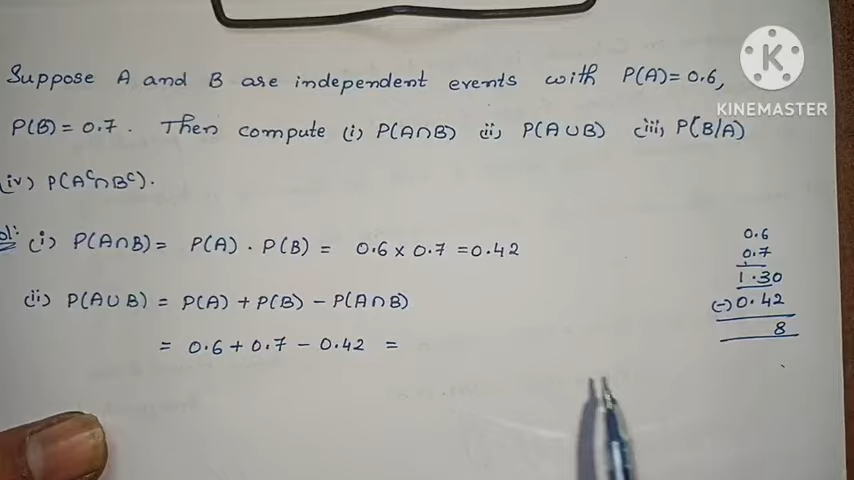 Suppose A and B are independent events with P(A) = 0.6,
P(B) = 0.7. Then compute (i) P(A∩B) (ii) P(A∪B) (iii) P(B/A)
(iv) P(Aᶜ∩Bᶜ).
ol: (i) P(A∩B) = P(A) . P(B) = 0.6 × 0.7 = 0.42
(ii) P(A∪B) = P(A) + P(B) − P(A∩B)
= 0.6 + 0.7 − 0.42 =
0.6
0.7
1.30
(−) 0.42
8
K
KINEMASTER